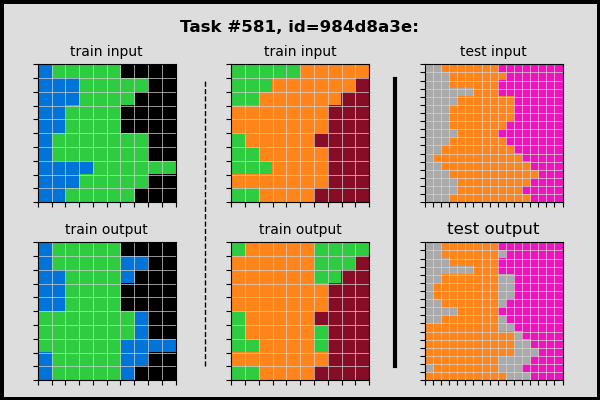 Task #581, id=984d8a3e:
train input
train input
test input
train output
train output
test output